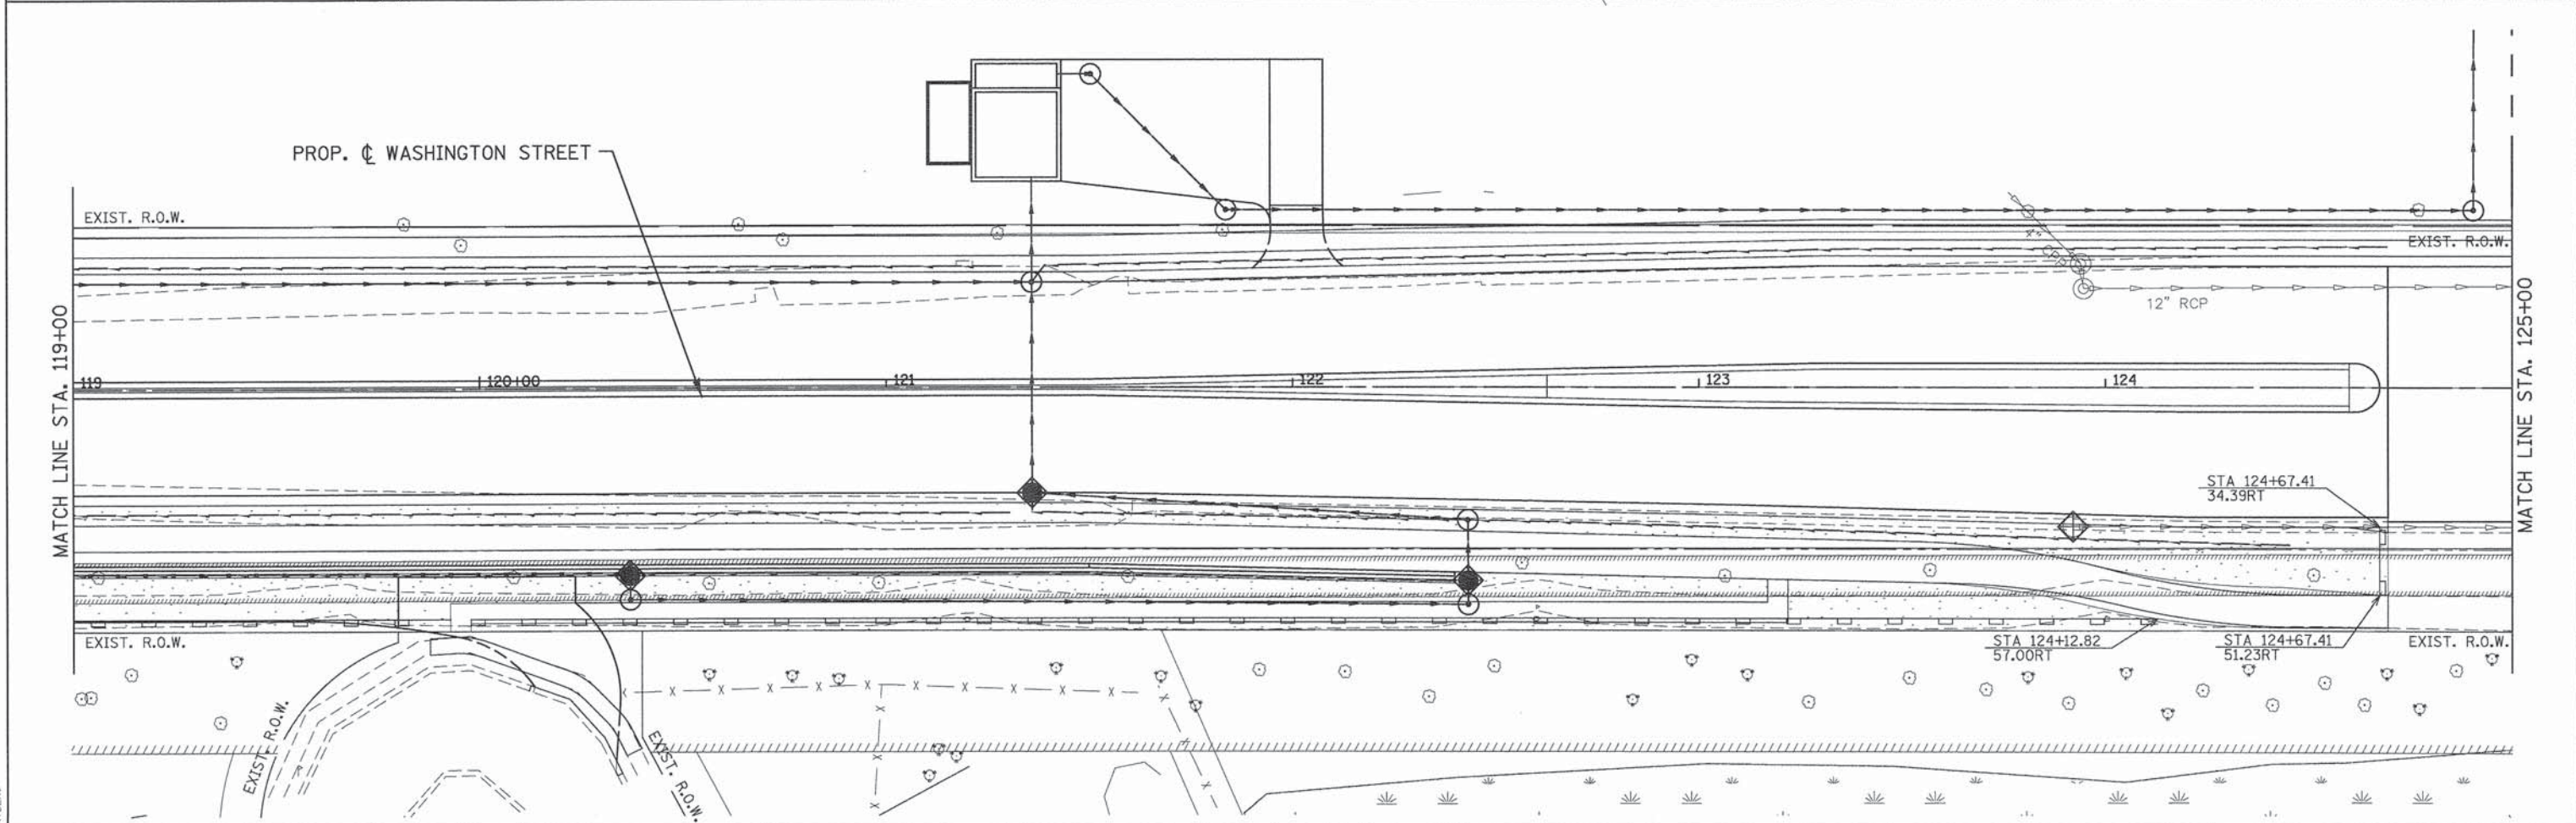 PROP. ℄ WASHINGTON STREET
EXIST. R.O.W.
EXIST. R.O.W.
4" CPP
12" RCP
MATCH LINE STA. 119+00
MATCH LINE STA. 125+00
119
120+00
121
122
123
124
STA 124+67.41
34.39RT
STA 124+12.82
57.00RT
STA 124+67.41
51.23RT
EXIST. R.O.W.
EXIST. R.O.W.
EXIST. R.O.W.
EXIST. R.O.W.